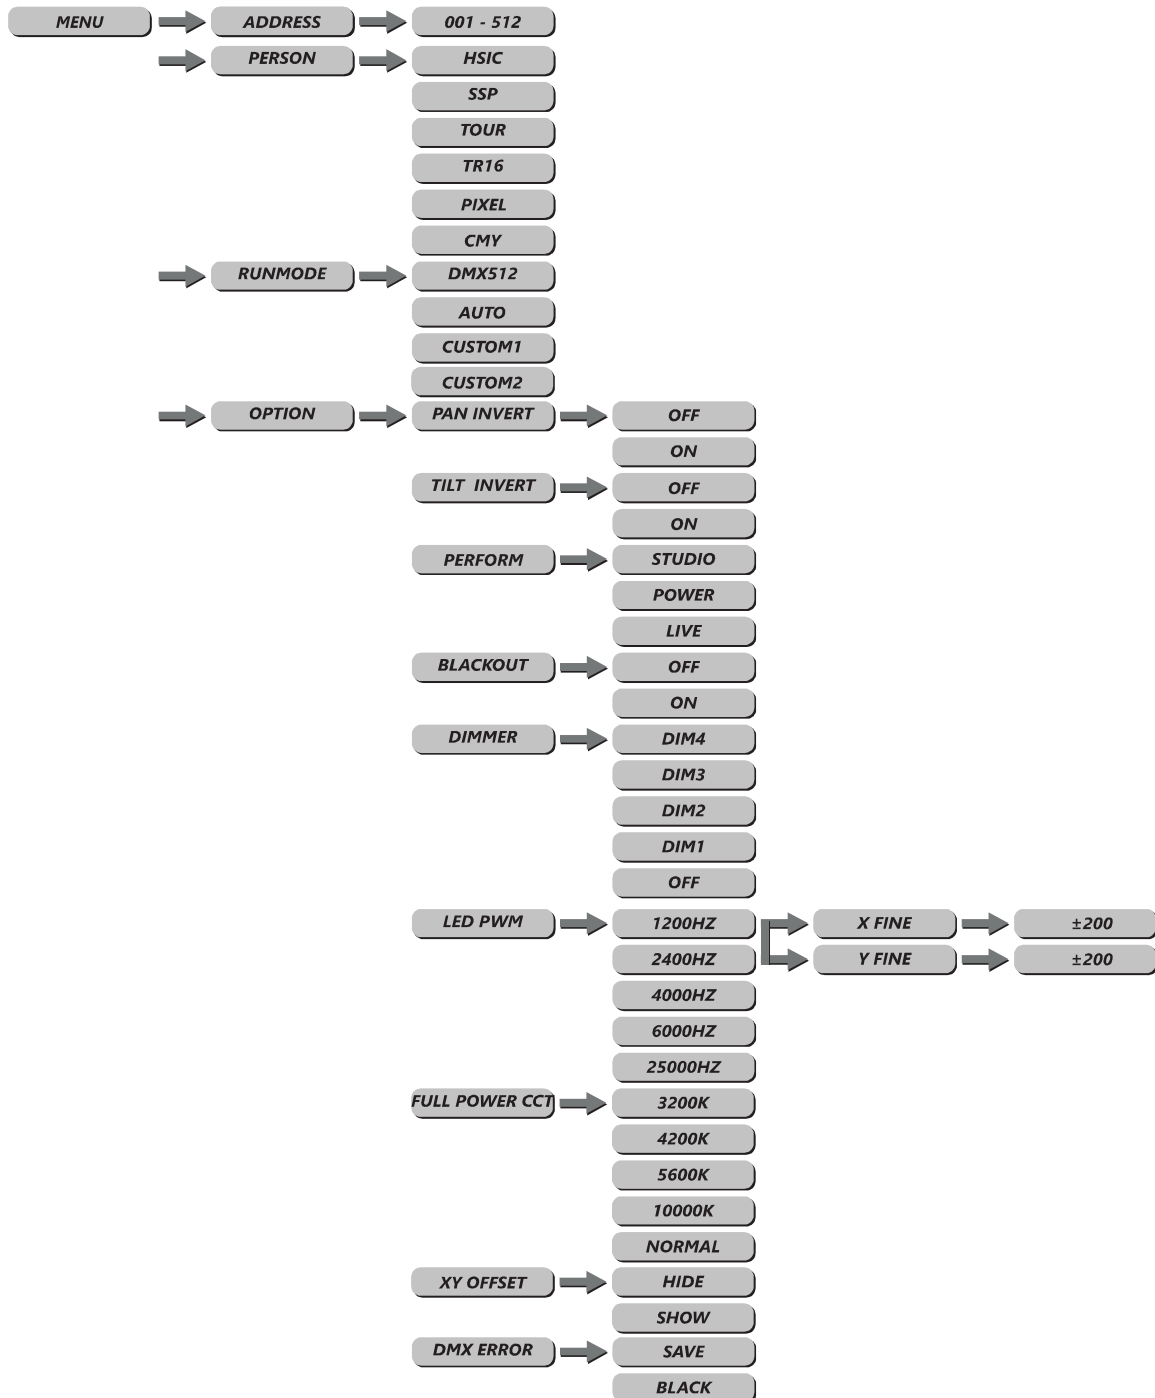 MENU ADDRESS 001 - 512
PERSON HSIC
SSP
TOUR
TR16
PIXEL
CMY
RUNMODE DMX512
AUTO
CUSTOM1
CUSTOM2
OPTION PAN INVERT OFF
ON
TILT INVERT OFF
ON
PERFORM STUDIO
POWER
LIVE
BLACKOUT OFF
ON
DIMMER DIM4
DIM3
DIM2
DIM1
OFF
LED PWM 1200HZ X FINE ±200
2400HZ Y FINE ±200
4000HZ
6000HZ
25000HZ
FULL POWER CCT 3200K
4200K
5600K
10000K
NORMAL
XY OFFSET HIDE
SHOW
DMX ERROR SAVE
BLACK